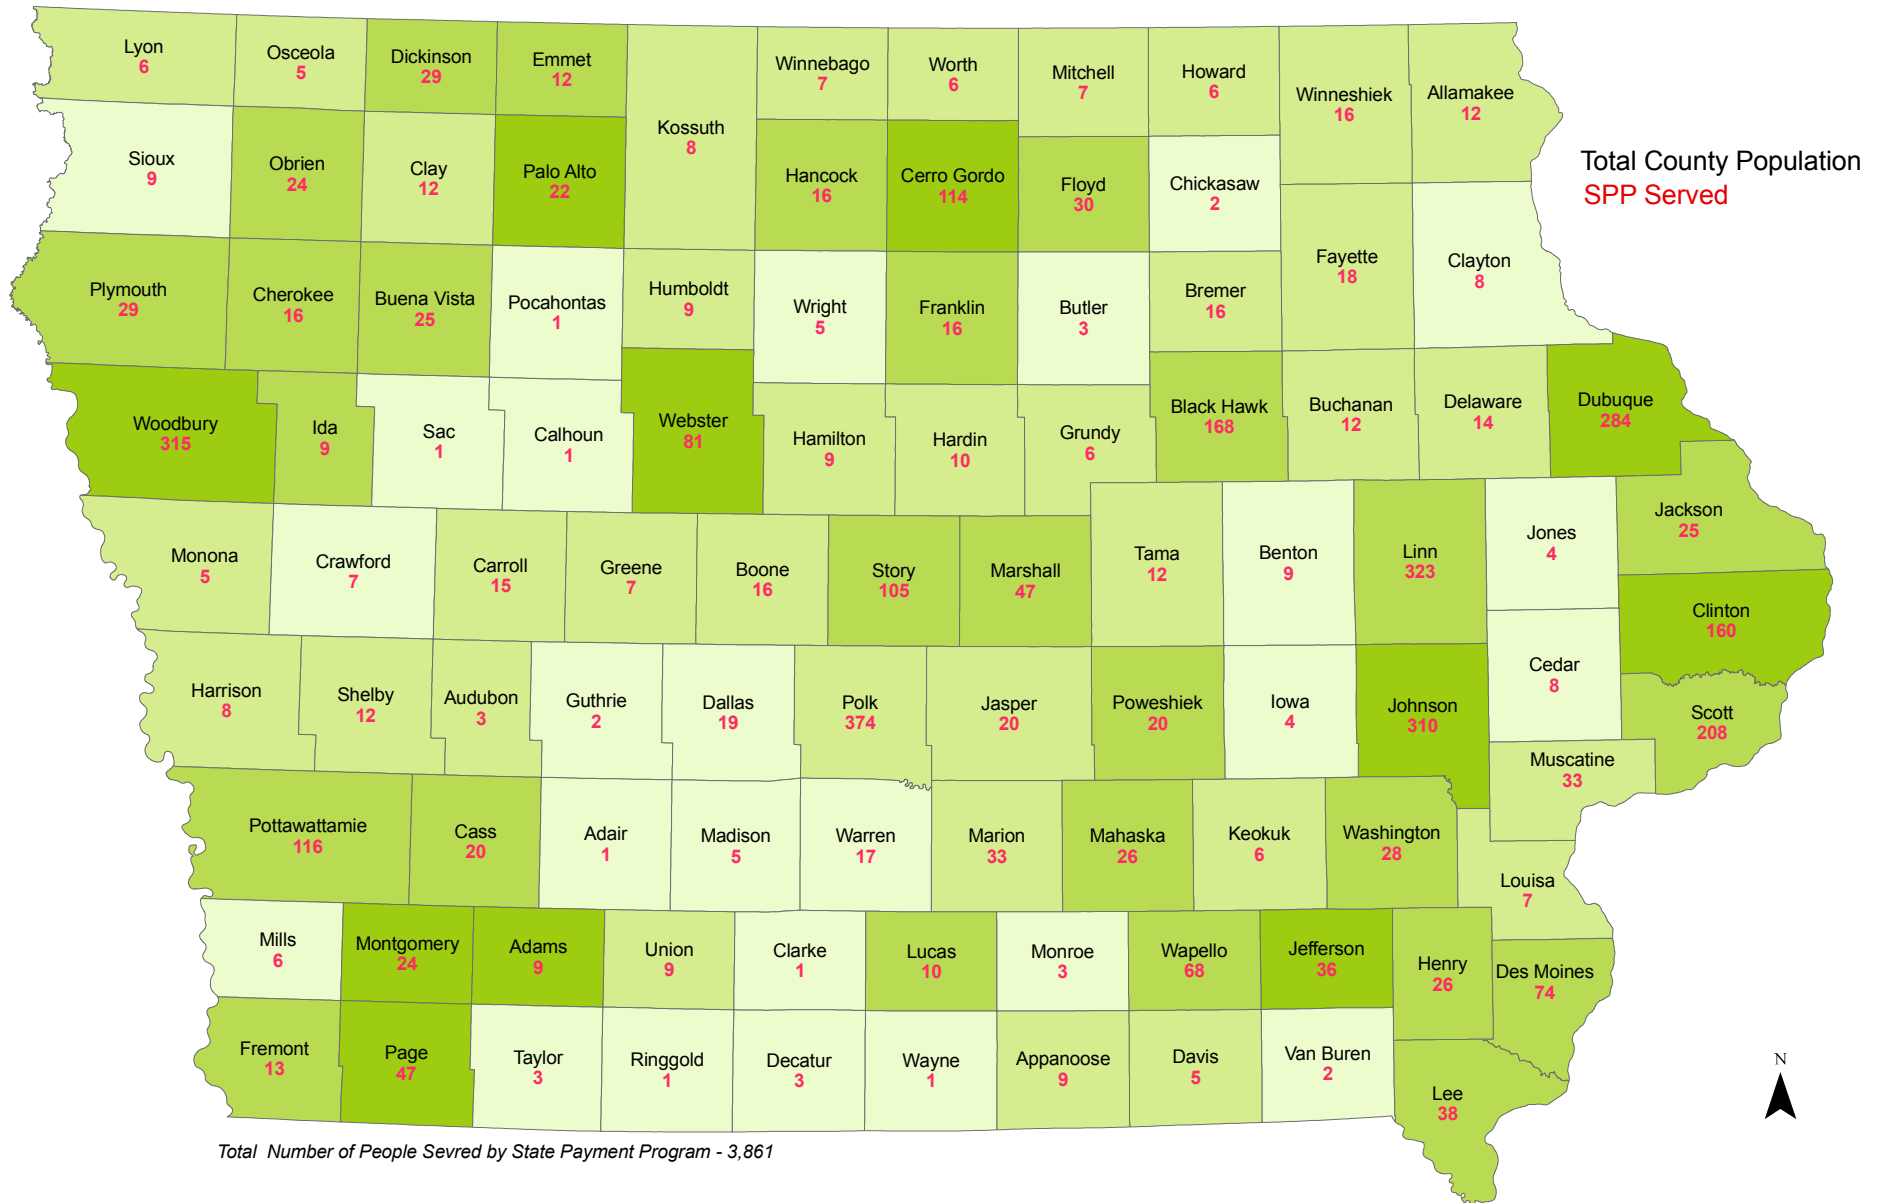 Lyon
6
Osceola
5
Dickinson
29
Emmet
12
Kossuth
8
Winnebago
7
Worth
6
Mitchell
7
Howard
6
Winneshiek
16
Allamakee
12
Total County Population
SPP Served
Sioux
9
Obrien
24
Clay
12
Palo Alto
22
Hancock
16
Cerro Gordo
114
Floyd
30
Chickasaw
2
Fayette
18
Clayton
8
Plymouth
29
Cherokee
16
Buena Vista
25
Pocahontas
1
Humboldt
9
Wright
5
Franklin
16
Butler
3
Bremer
16
Woodbury
315
Ida
9
Sac
1
Calhoun
1
Webster
81
Hamilton
9
Hardin
10
Grundy
6
Black Hawk
168
Buchanan
12
Delaware
14
Dubuque
284
Monona
5
Crawford
7
Carroll
15
Greene
7
Boone
16
Story
105
Marshall
47
Tama
12
Benton
9
Linn
323
Jones
4
Jackson
25
Clinton
160
Harrison
8
Shelby
12
Audubon
3
Guthrie
2
Dallas
19
Polk
374
Jasper
20
Poweshiek
20
Iowa
4
Johnson
310
Cedar
8
Scott
208
Muscatine
33
Pottawattamie
116
Cass
20
Adair
1
Madison
5
Warren
17
Marion
33
Mahaska
26
Keokuk
6
Washington
28
Louisa
7
Mills
6
Montgomery
24
Adams
9
Union
9
Clarke
1
Lucas
10
Monroe
3
Wapello
68
Jefferson
36
Henry
26
Des Moines
74
Fremont
13
Page
47
Taylor
3
Ringgold
1
Decatur
3
Wayne
1
Appanoose
9
Davis
5
Van Buren
2
Lee
38
N
Total Number of People Sevred by State Payment Program - 3,861